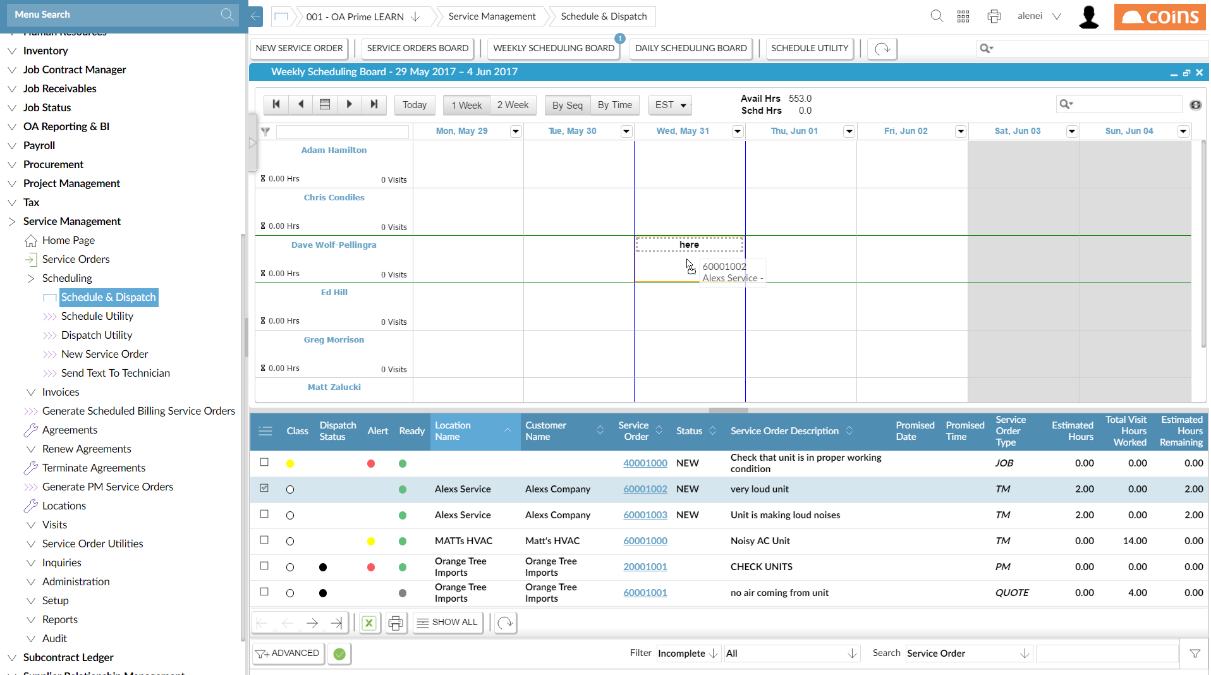 Menu Search
001 - OA Prime LEARN
Service Management
Schedule & Dispatch
alenei
coins
Human Resources
Inventory
Job Contract Manager
Job Receivables
Job Status
OA Reporting & BI
Payroll
Procurement
Project Management
Tax
Service Management
Home Page
Service Orders
Scheduling
Schedule & Dispatch
Schedule Utility
Dispatch Utility
New Service Order
Send Text To Technician
Invoices
Generate Scheduled Billing Service Orders
Agreements
Renew Agreements
Terminate Agreements
Generate PM Service Orders
Locations
Visits
Service Order Utilities
Inquiries
Administration
Setup
Reports
Audit
Subcontract Ledger
Supplier Relationship Management
NEW SERVICE ORDER
SERVICE ORDERS BOARD
WEEKLY SCHEDULING BOARD
1
DAILY SCHEDULING BOARD
SCHEDULE UTILITY
Weekly Scheduling Board - 29 May 2017 – 4 Jun 2017
Today 1 Week 2 Week By Seq By Time EST
Avail Hrs 553.0
Schd Hrs 0.0
Mon, May 29 Tue, May 30 Wed, May 31 Thu, Jun 01 Fri, Jun 02 Sat, Jun 03 Sun, Jun 04
Adam Hamilton
0.00 Hrs 0 Visits
Chris Condiles
0.00 Hrs 0 Visits
Dave Wolf-Pellingra
here
0.00 Hrs 0 Visits
60001002
Alexs Service -
Ed Hill
0.00 Hrs 0 Visits
Greg Morrison
0.00 Hrs 0 Visits
Matt Zalucki
Class Dispatch Status Alert Ready Location Name Customer Name Service Order Status Service Order Description Promised Date Promised Time Service Order Type Estimated Hours Total Visit Hours Worked Estimated Hours Remaining
40001000 NEW Check that unit is in proper working condition JOB 0.00 0.00 0.00
Alexs Service Alexs Company 60001002 NEW very loud unit TM 2.00 0.00 2.00
Alexs Service Alexs Company 60001003 NEW Unit is making loud noises TM 2.00 0.00 2.00
MATTs HVAC Matt's HVAC 60001000 Noisy AC Unit TM 0.00 14.00 0.00
Orange Tree Imports Orange Tree Imports 20001001 CHECK UNITS PM 0.00 0.00 0.00
Orange Tree Imports Orange Tree Imports 60001001 no air coming from unit QUOTE 0.00 4.00 0.00
SHOW ALL
ADVANCED
Filter Incomplete All Search Service Order